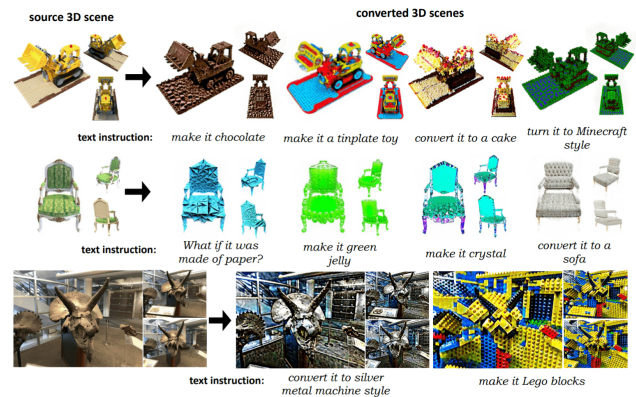 source 3D scene
converted 3D scenes
text instruction:
make it chocolate
make it a tinplate toy
convert it to a cake
turn it to Minecraft
style
text instruction:
What if it was
made of paper?
make it green
jelly
make it crystal
convert it to a
sofa
text instruction:
convert it to silver
metal machine style
make it Lego blocks